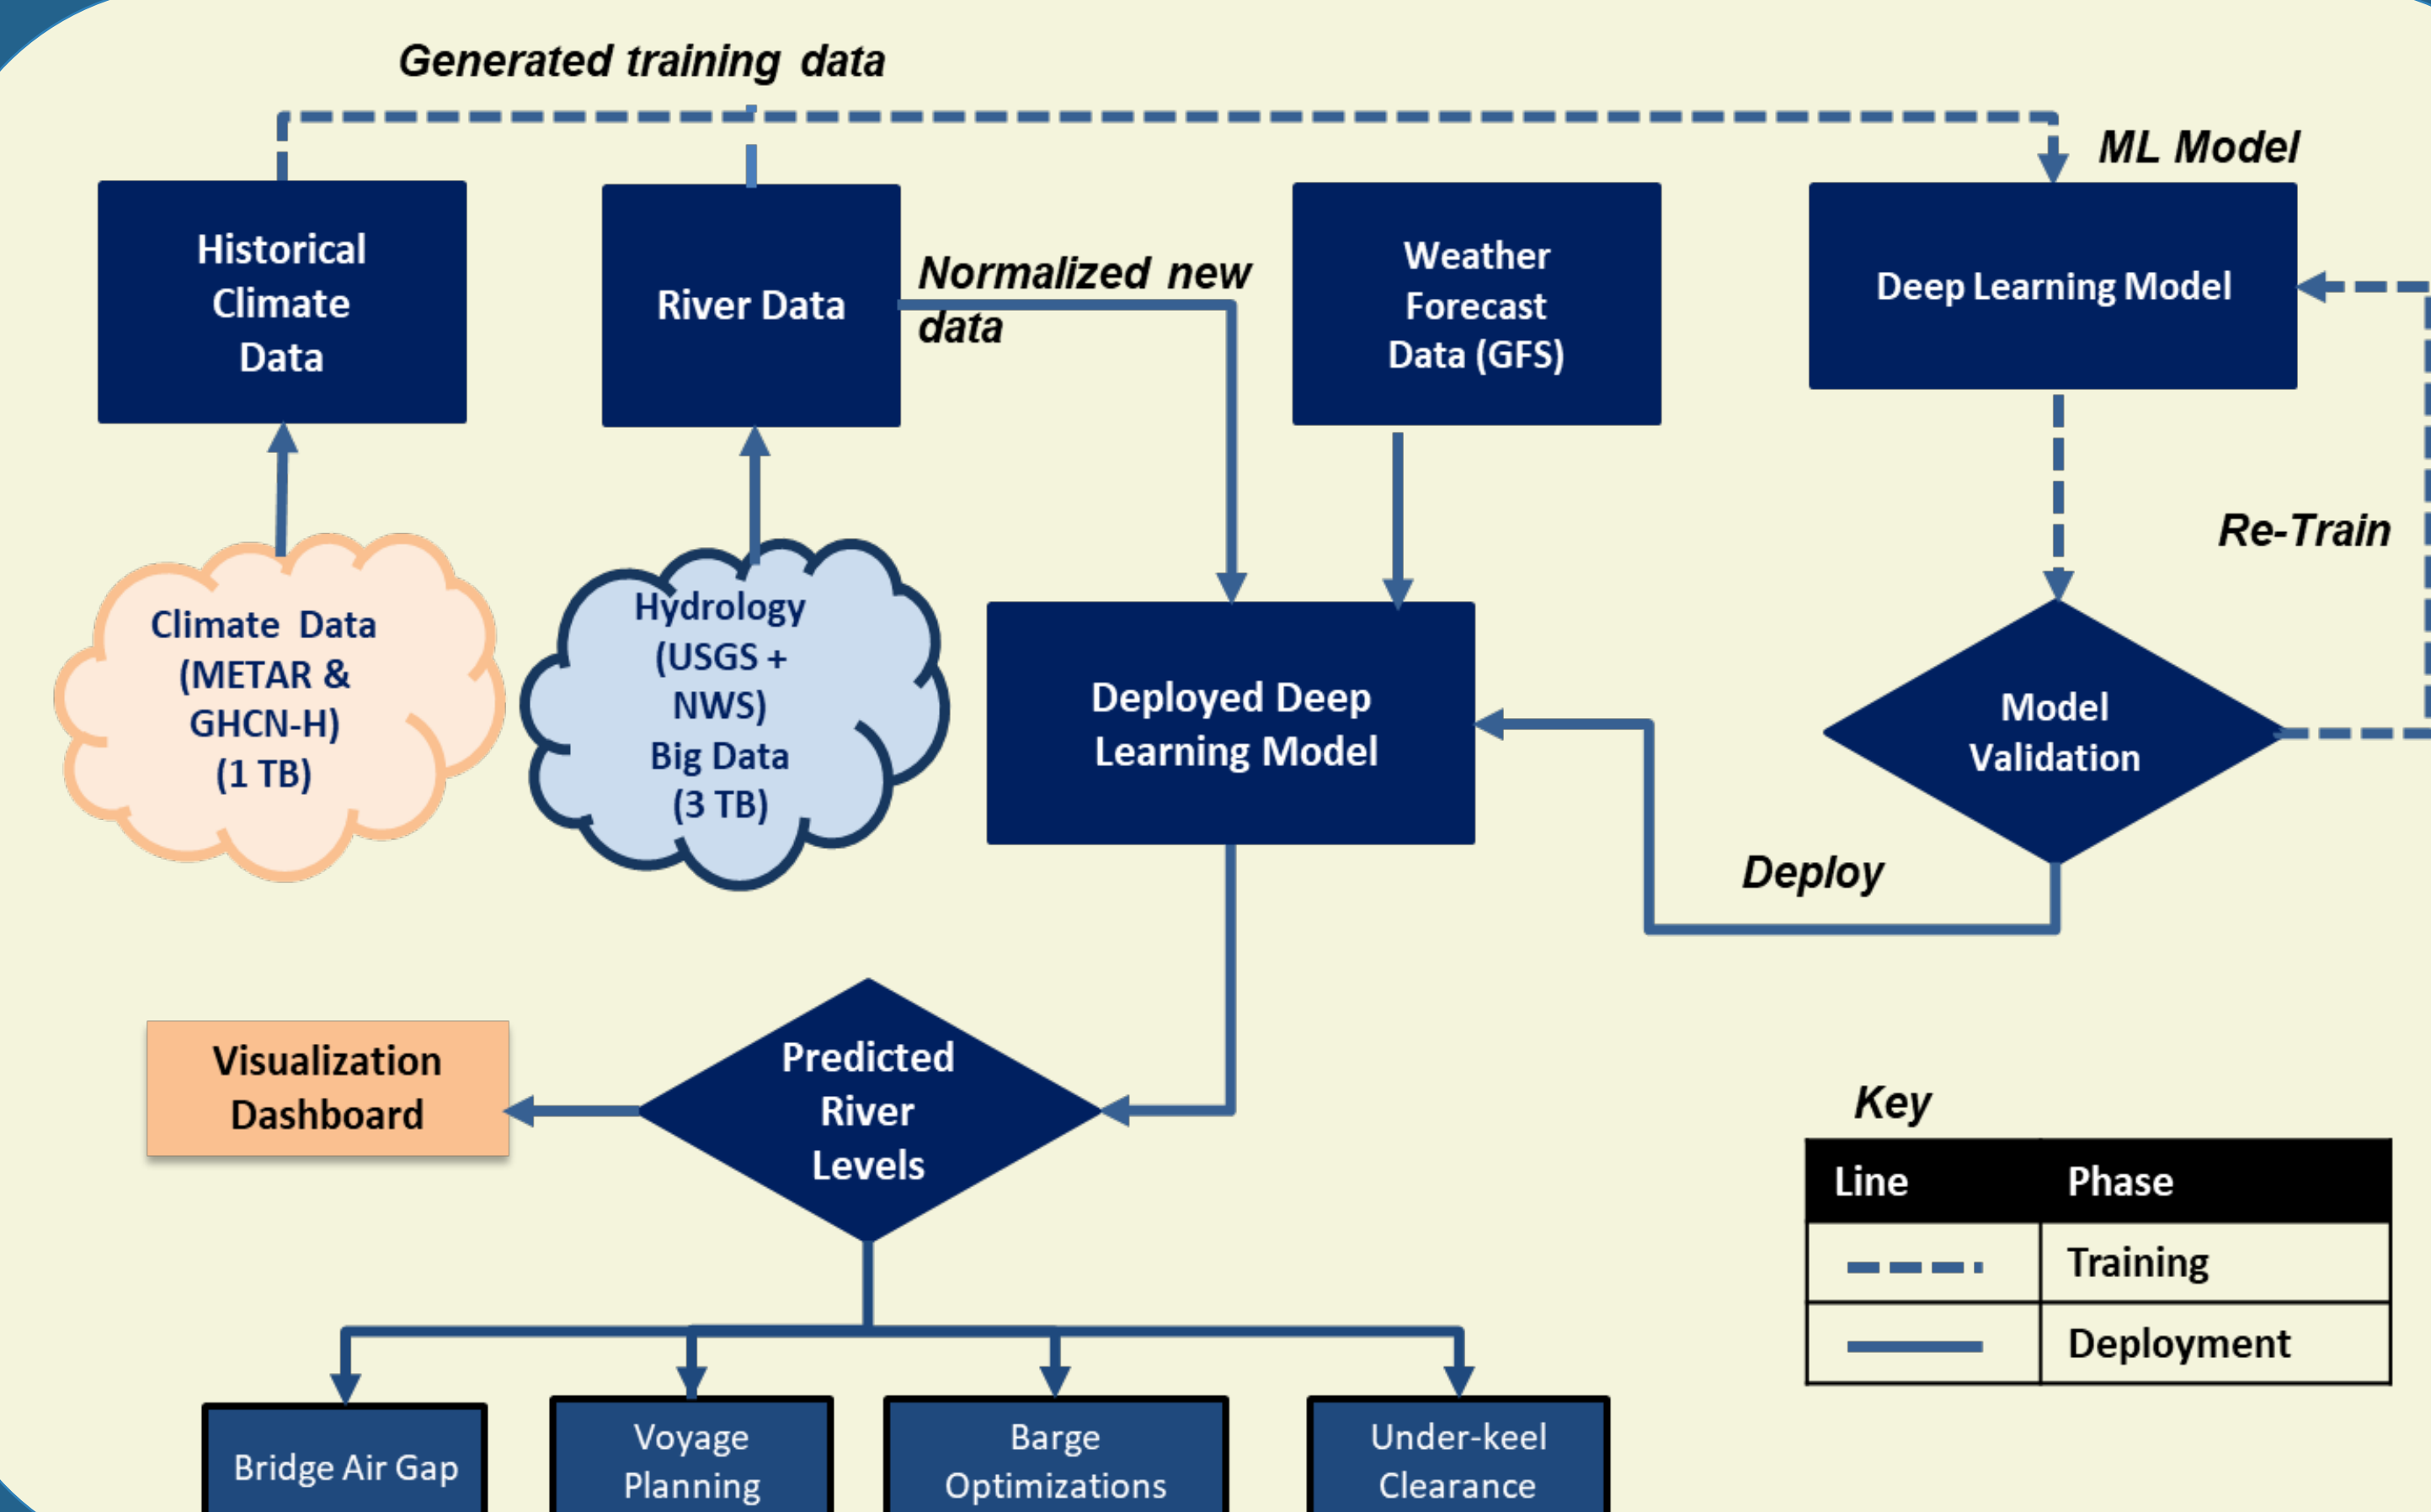 Generated training data
ML Model
Historical
Climate
Data
River Data
Normalized new
data
Weather
Forecast
Data (GFS)
Deep Learning Model
Re-Train
Climate Data
(METAR &
GHCN-H)
(1 TB)
Hydrology
(USGS +
NWS)
Big Data
(3 TB)
Deployed Deep
Learning Model
Model
Validation
Deploy
Visualization
Dashboard
Predicted
River
Levels
Key
Line Phase
Training
Deployment
Bridge Air Gap
Voyage
Planning
Barge
Optimizations
Under-keel
Clearance